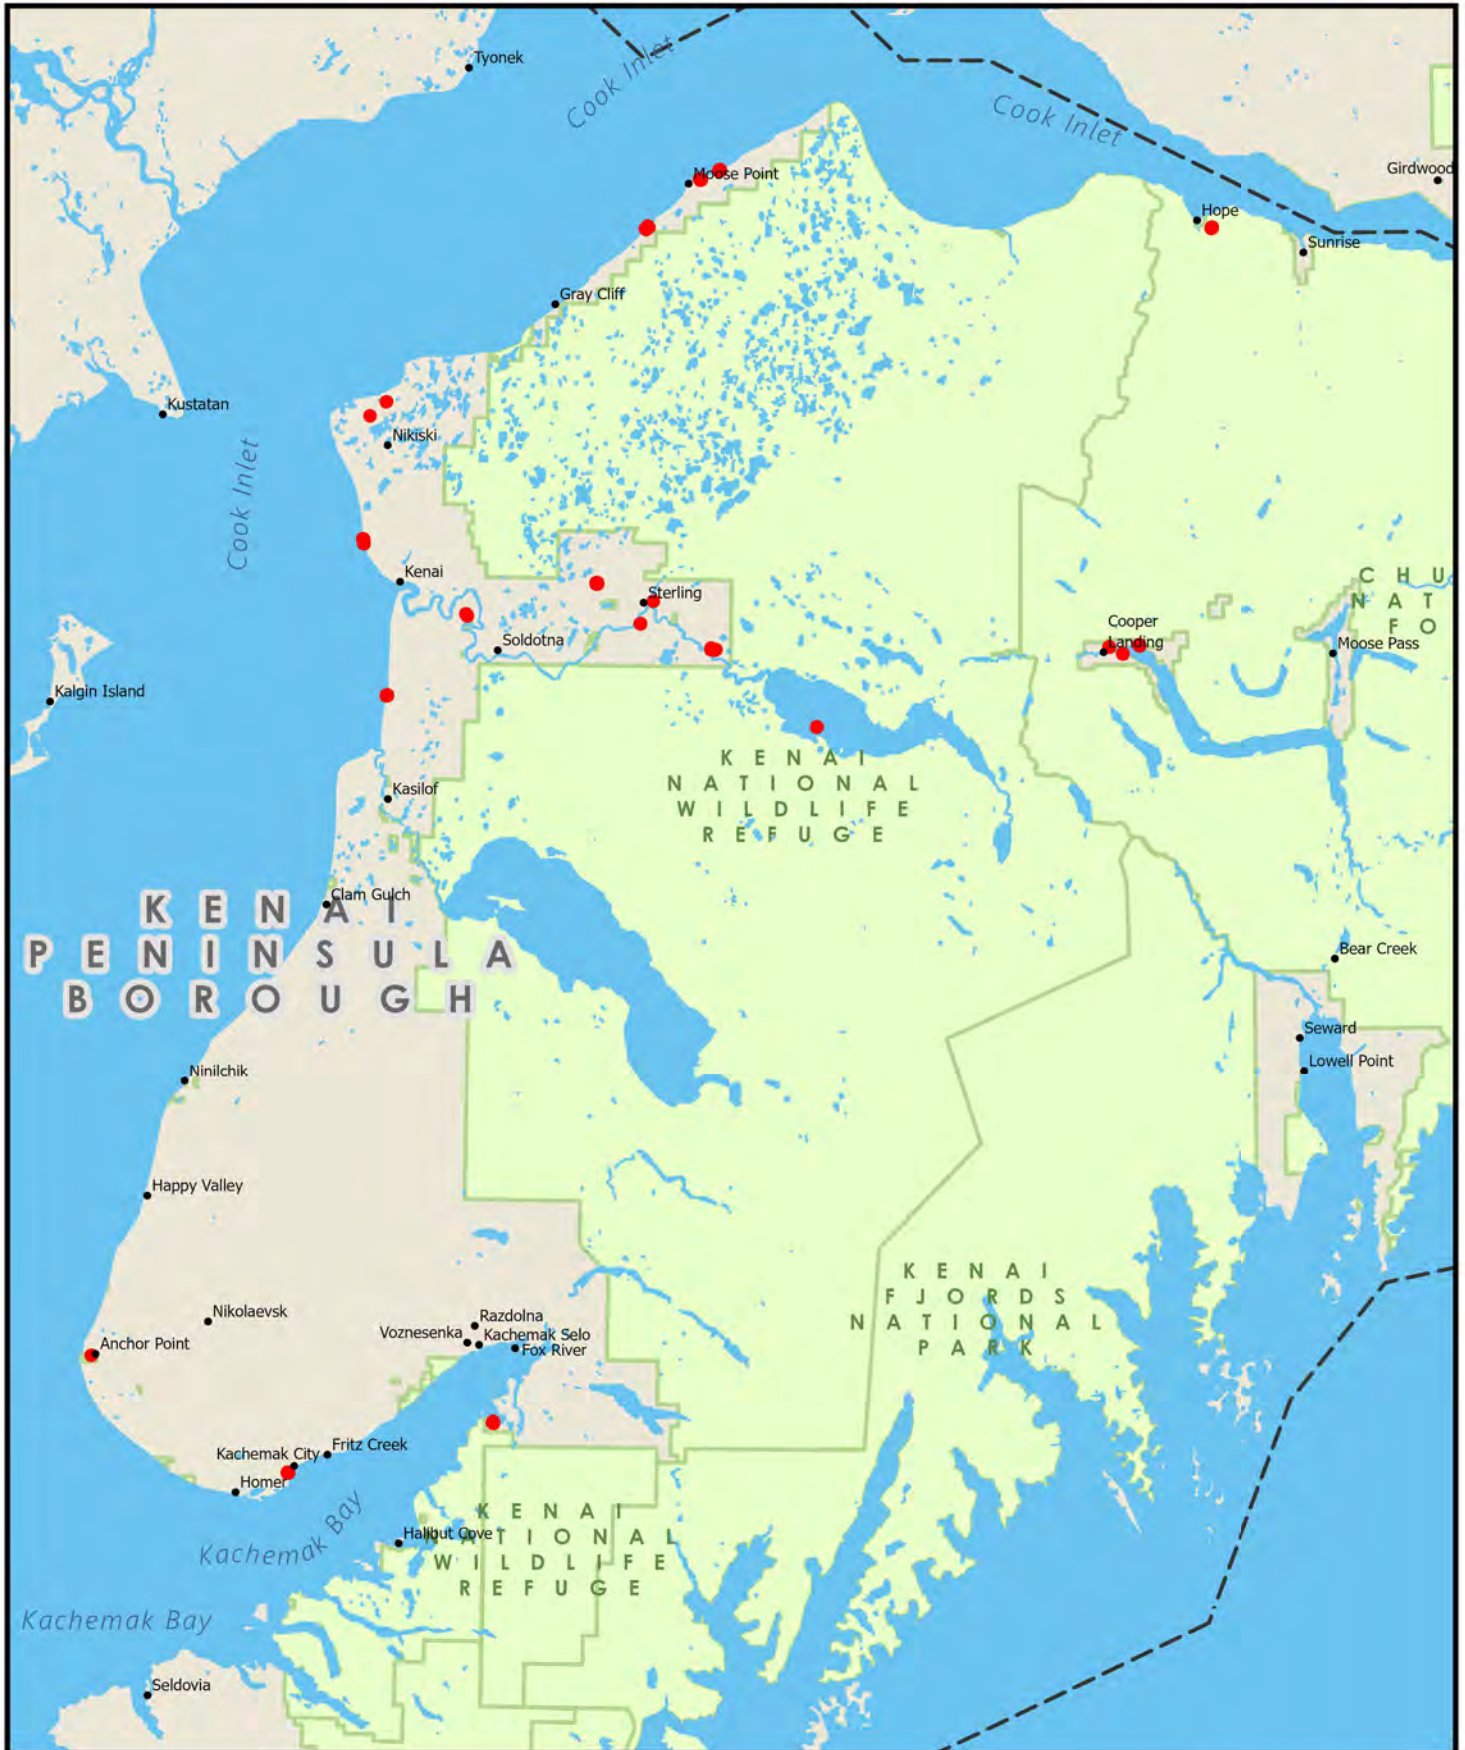 Tyonek
Cook Inlet
Cook Inlet
Girdwood
Moose Point
Hope
Sunrise
Gray Cliff
Kustatan
Nikiski
Cook Inlet
Kenai
Sterling
CHU
NAT
FO
Cooper
Landing
Moose Pass
Soldotna
Kalgin Island
KENAI
NATIONAL
WILDLIFE
REFUGE
Kasilof
Clam Gulch
KENAI
PENINSULA
BOROUGH
Bear Creek
Seward
Lowell Point
Ninilchik
Happy Valley
KENAI
FJORDS
NATIONAL
PARK
Nikolaevsk
Razdolna
Voznesenka
Kachemak Selo
Fox River
Anchor Point
Fritz Creek
Kachemak City
Homer
Kachemak Bay
Halibut Cove
KENAI
NATIONAL
WILDLIFE
REFUGE
Kachemak Bay
Seldovia